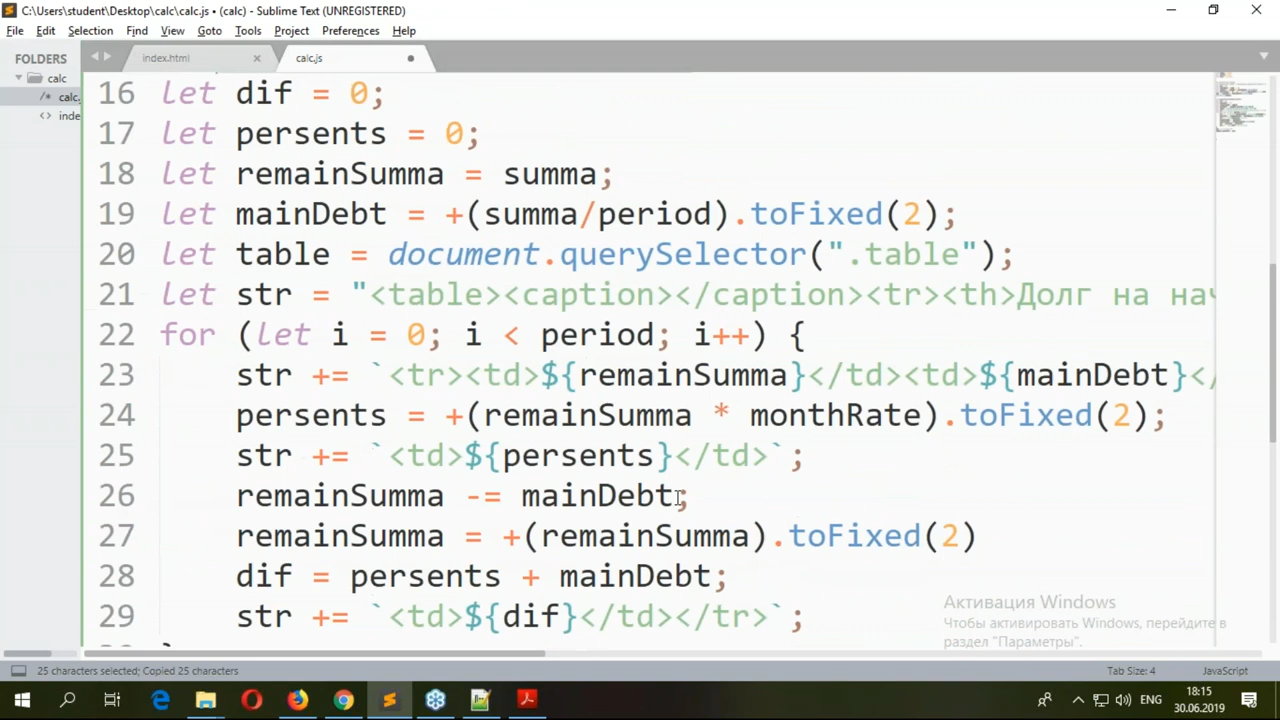 C:\Users\student\Desktop\calc\calc.js • (calc) - Sublime Text (UNREGISTERED)
File Edit Selection Find View Goto Tools Project Preferences Help
FOLDERS
calc
/* calc.
<> inde
index.html
calc.js
16 let dif = 0;
17 let persents = 0;
18 let remainSumma = summa;
19 let mainDebt = +(summa/period).toFixed(2);
20 let table = document.querySelector(".table");
21 let str = "<table><caption></caption><tr><th>Долг на нач
22 for (let i = 0; i < period; i++) {
23 str += `<tr><td>${remainSumma}</td><td>${mainDebt}</
24 persents = +(remainSumma * monthRate).toFixed(2);
25 str += `<td>${persents}</td>`;
26 remainSumma -= mainDebt;
27 remainSumma = +(remainSumma).toFixed(2)
28 dif = persents + mainDebt;
29 str += `<td>${dif}</td></tr>`;
Активация Windows
Чтобы активировать Windows, перейдите в
раздел "Параметры".
25 characters selected; Copied 25 characters
Tab Size: 4
JavaScript
ENG
18:15
30.06.2019